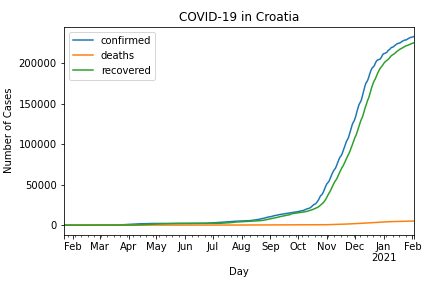 COVID-19 in Croatia
confirmed
deaths
recovered
Number of Cases
200000
150000
100000
50000
0
Feb Mar Apr May Jun Jul Aug Sep Oct Nov Dec Jan Feb
2021
Day